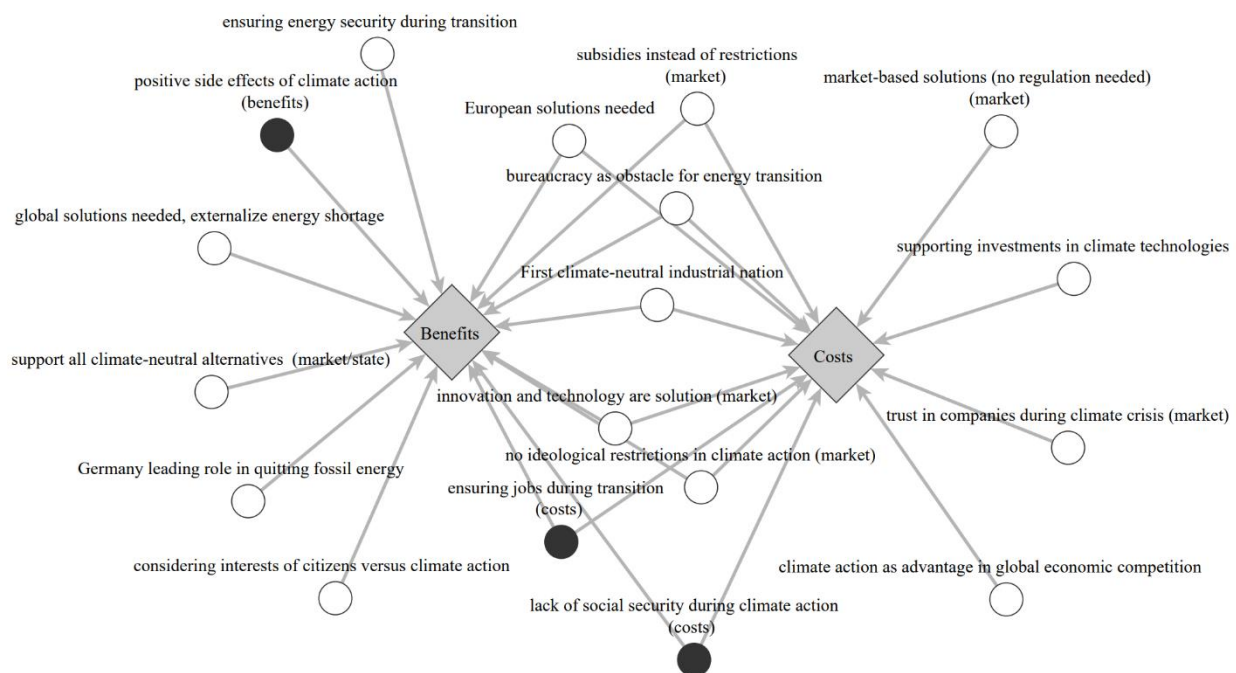 ensuring energy security during transition
positive side effects of climate action
(benefits)
subsidies instead of restrictions
(market)
market-based solutions (no regulation needed)
(market)
European solutions needed
bureaucracy as obstacle for energy transition
global solutions needed, externalize energy shortage
supporting investments in climate technologies
First climate-neutral industrial nation
Benefits
Costs
support all climate-neutral alternatives (market/state)
innovation and technology are solution (market)
trust in companies during climate crisis (market)
no ideological restrictions in climate action (market)
Germany leading role in quitting fossil energy
ensuring jobs during transition
(costs)
considering interests of citizens versus climate action
climate action as advantage in global economic competition
lack of social security during climate action
(costs)